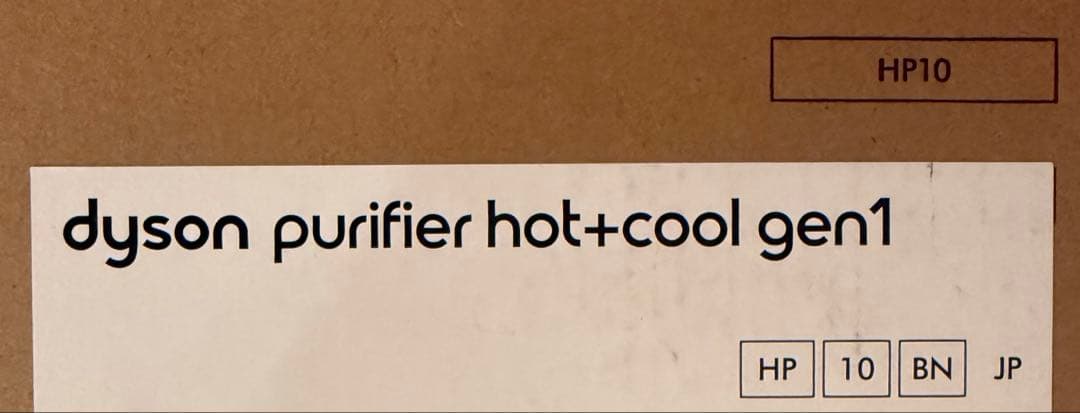 HP10
dyson purifier hot+cool gen1
HP 10 BN JP